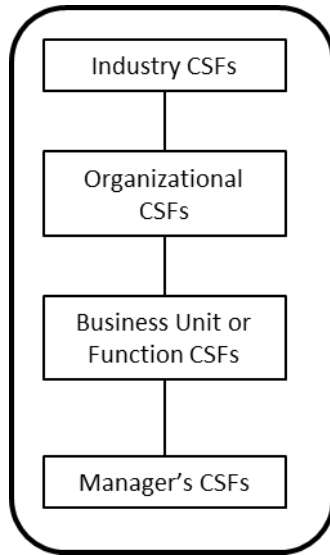 Industry CSFs
Organizational
CSFs
Business Unit or
Function CSFs
Manager’s CSFs